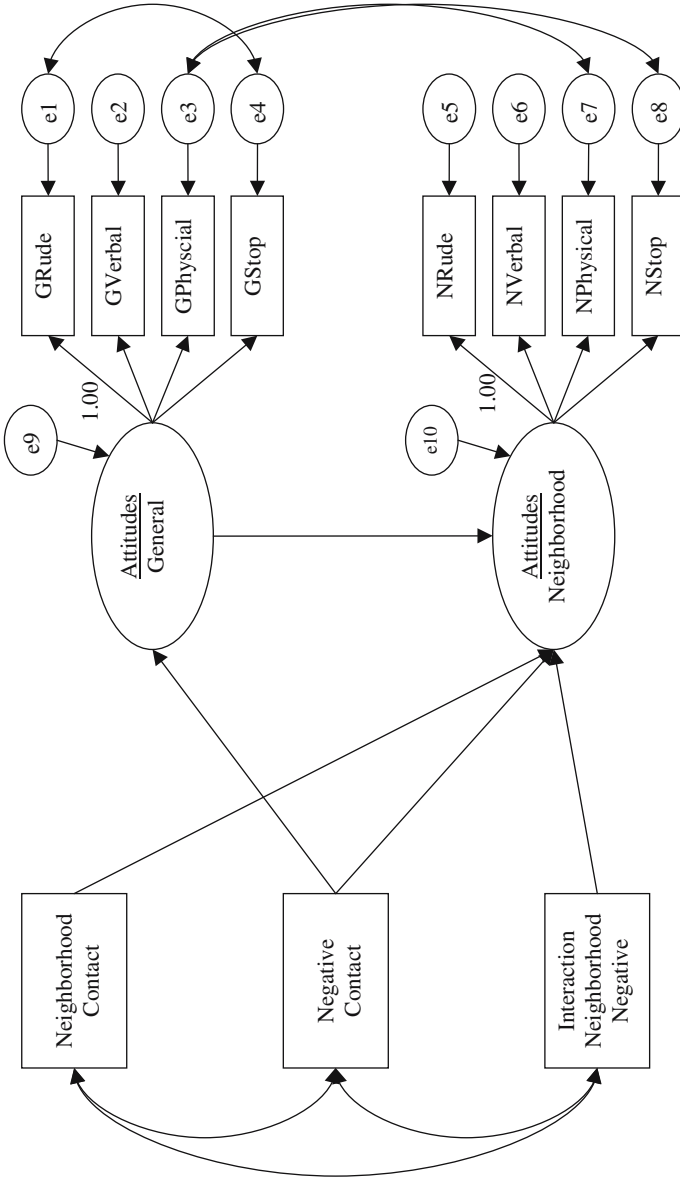 Neighborhood
Contact
Negative
Contact
Interaction
Neighborhood
Negative
Attitudes
General
Attitudes
Neighborhood
e9
e10
1.00
1.00
GRude
GVerbal
GPhyscial
GStop
NRude
NVerbal
NPhysical
NStop
e1
e2
e3
e4
e5
e6
e7
e8